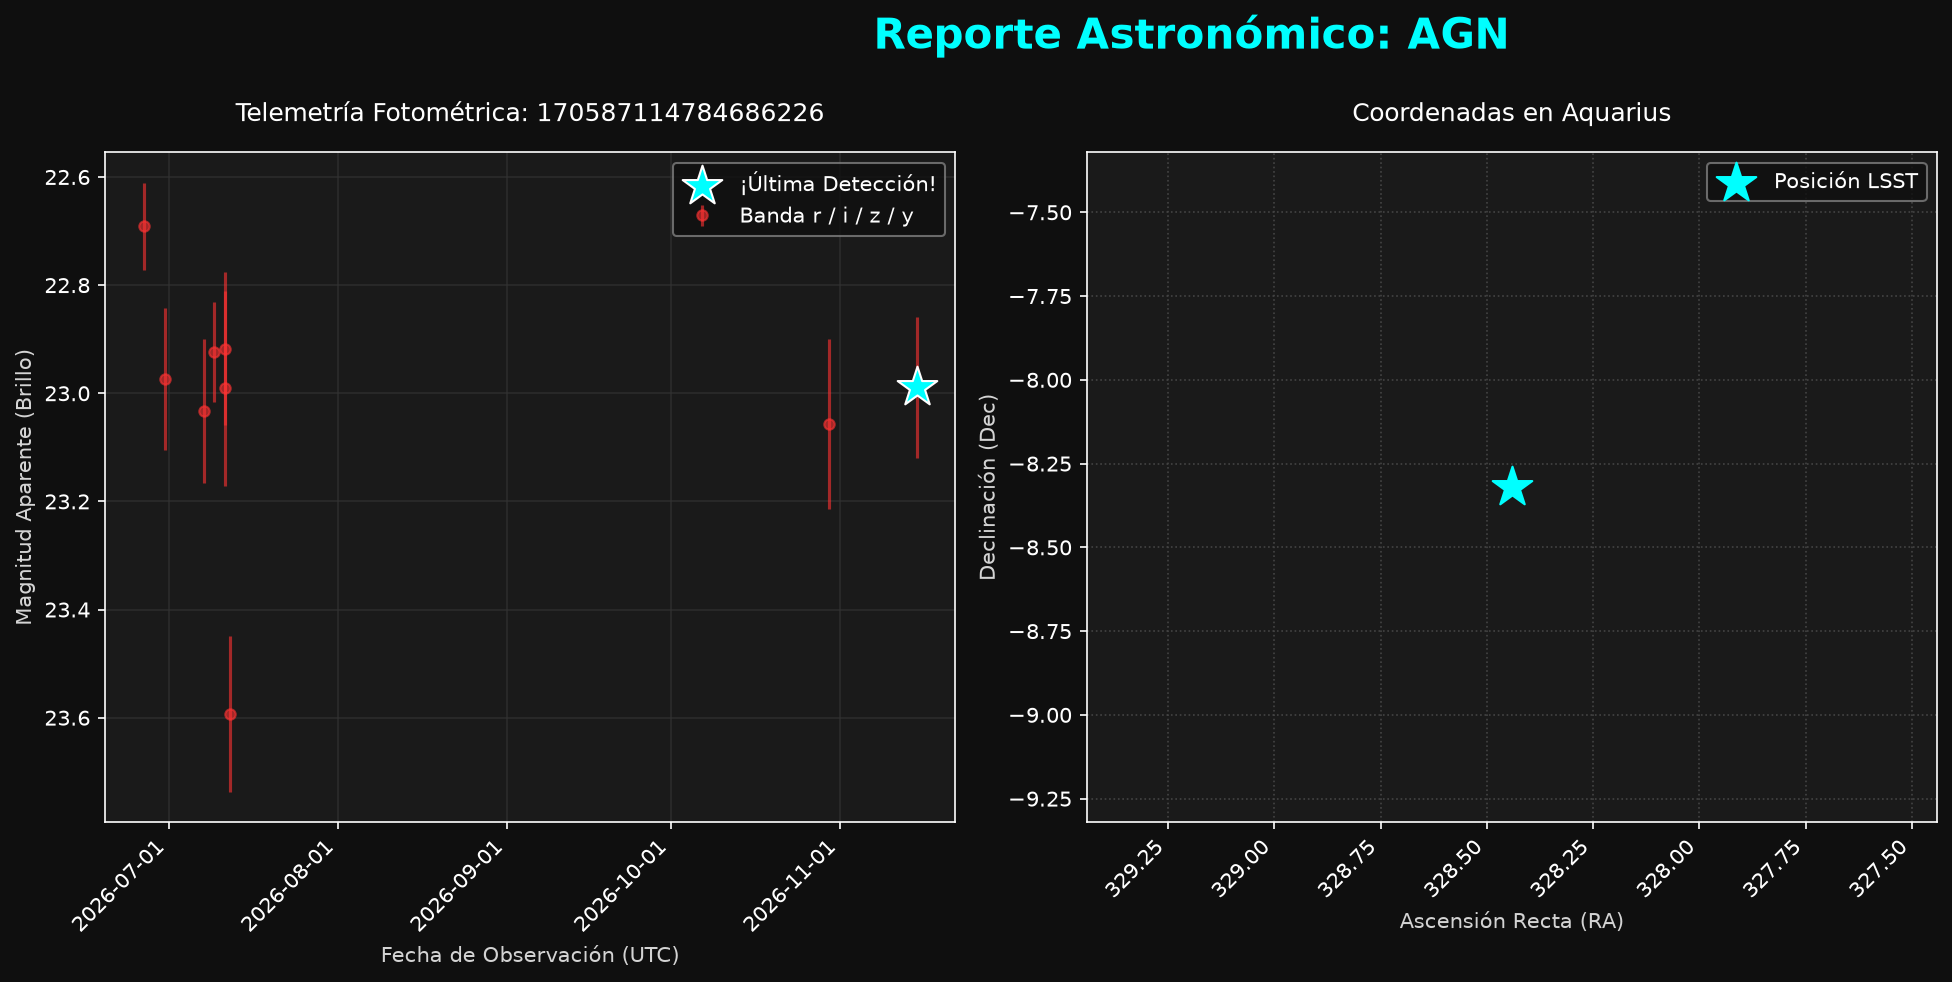 Reporte Astronómico: AGN
Telemetría Fotométrica: 170587114784686226
Magnitud Aparente (Brillo)
22.6
22.8
23.0
23.2
23.4
23.6
¡Última Detección!
Banda r / i / z / y
2026-07-01
2026-08-01
2026-09-01
2026-10-01
2026-11-01
Fecha de Observación (UTC)
Coordenadas en Aquarius
Declinación (Dec)
−7.50
−7.75
−8.00
−8.25
−8.50
−8.75
−9.00
−9.25
Posición LSST
329.25
329.00
328.75
328.50
328.25
328.00
327.75
327.50
Ascensión Recta (RA)